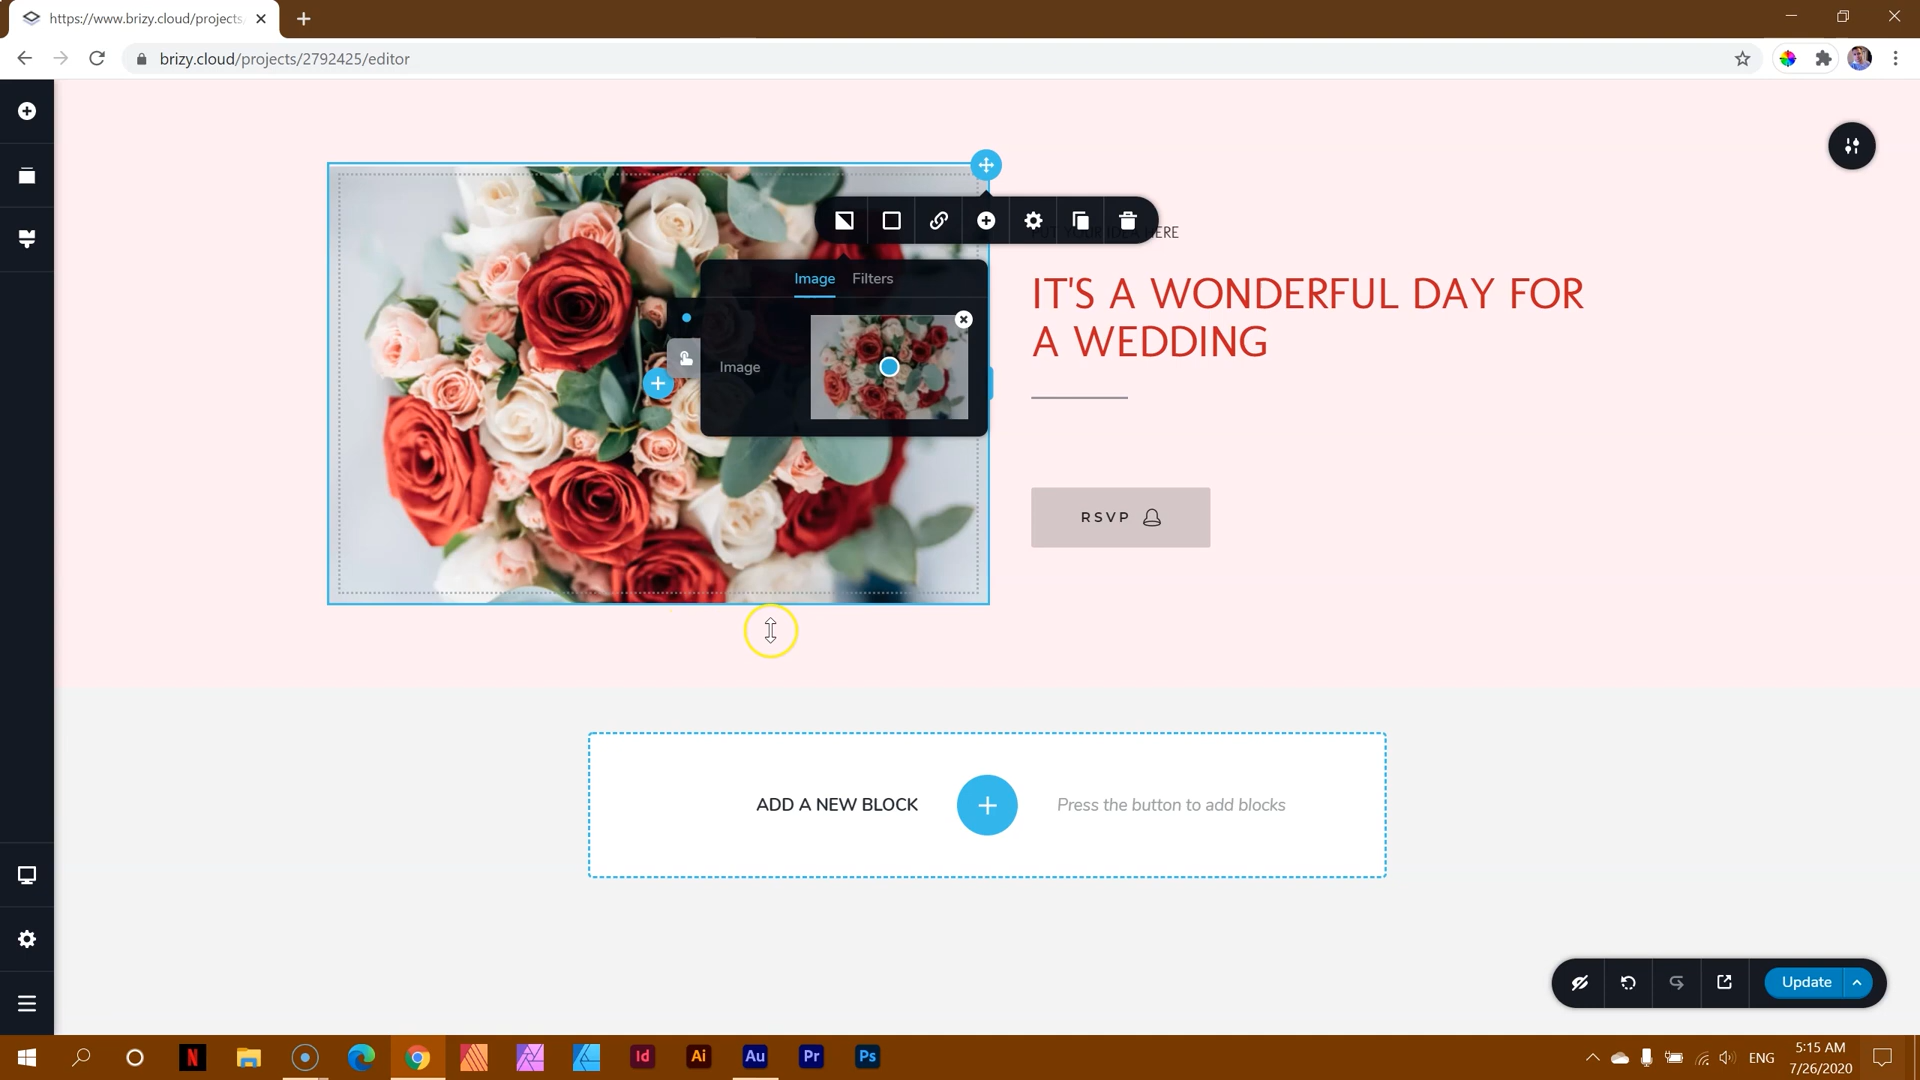 https://www.brizy.cloud/projects
brizy.cloud/projects/2792425/editor
HERE
Image Filters
Image
IT'S A WONDERFUL DAY FOR
A WEDDING
RSVP
ADD A NEW BLOCK
Press the button to add blocks
Update
N
Id
Ai
Au
Pr
Ps
ENG
5:15 AM
7/26/2020